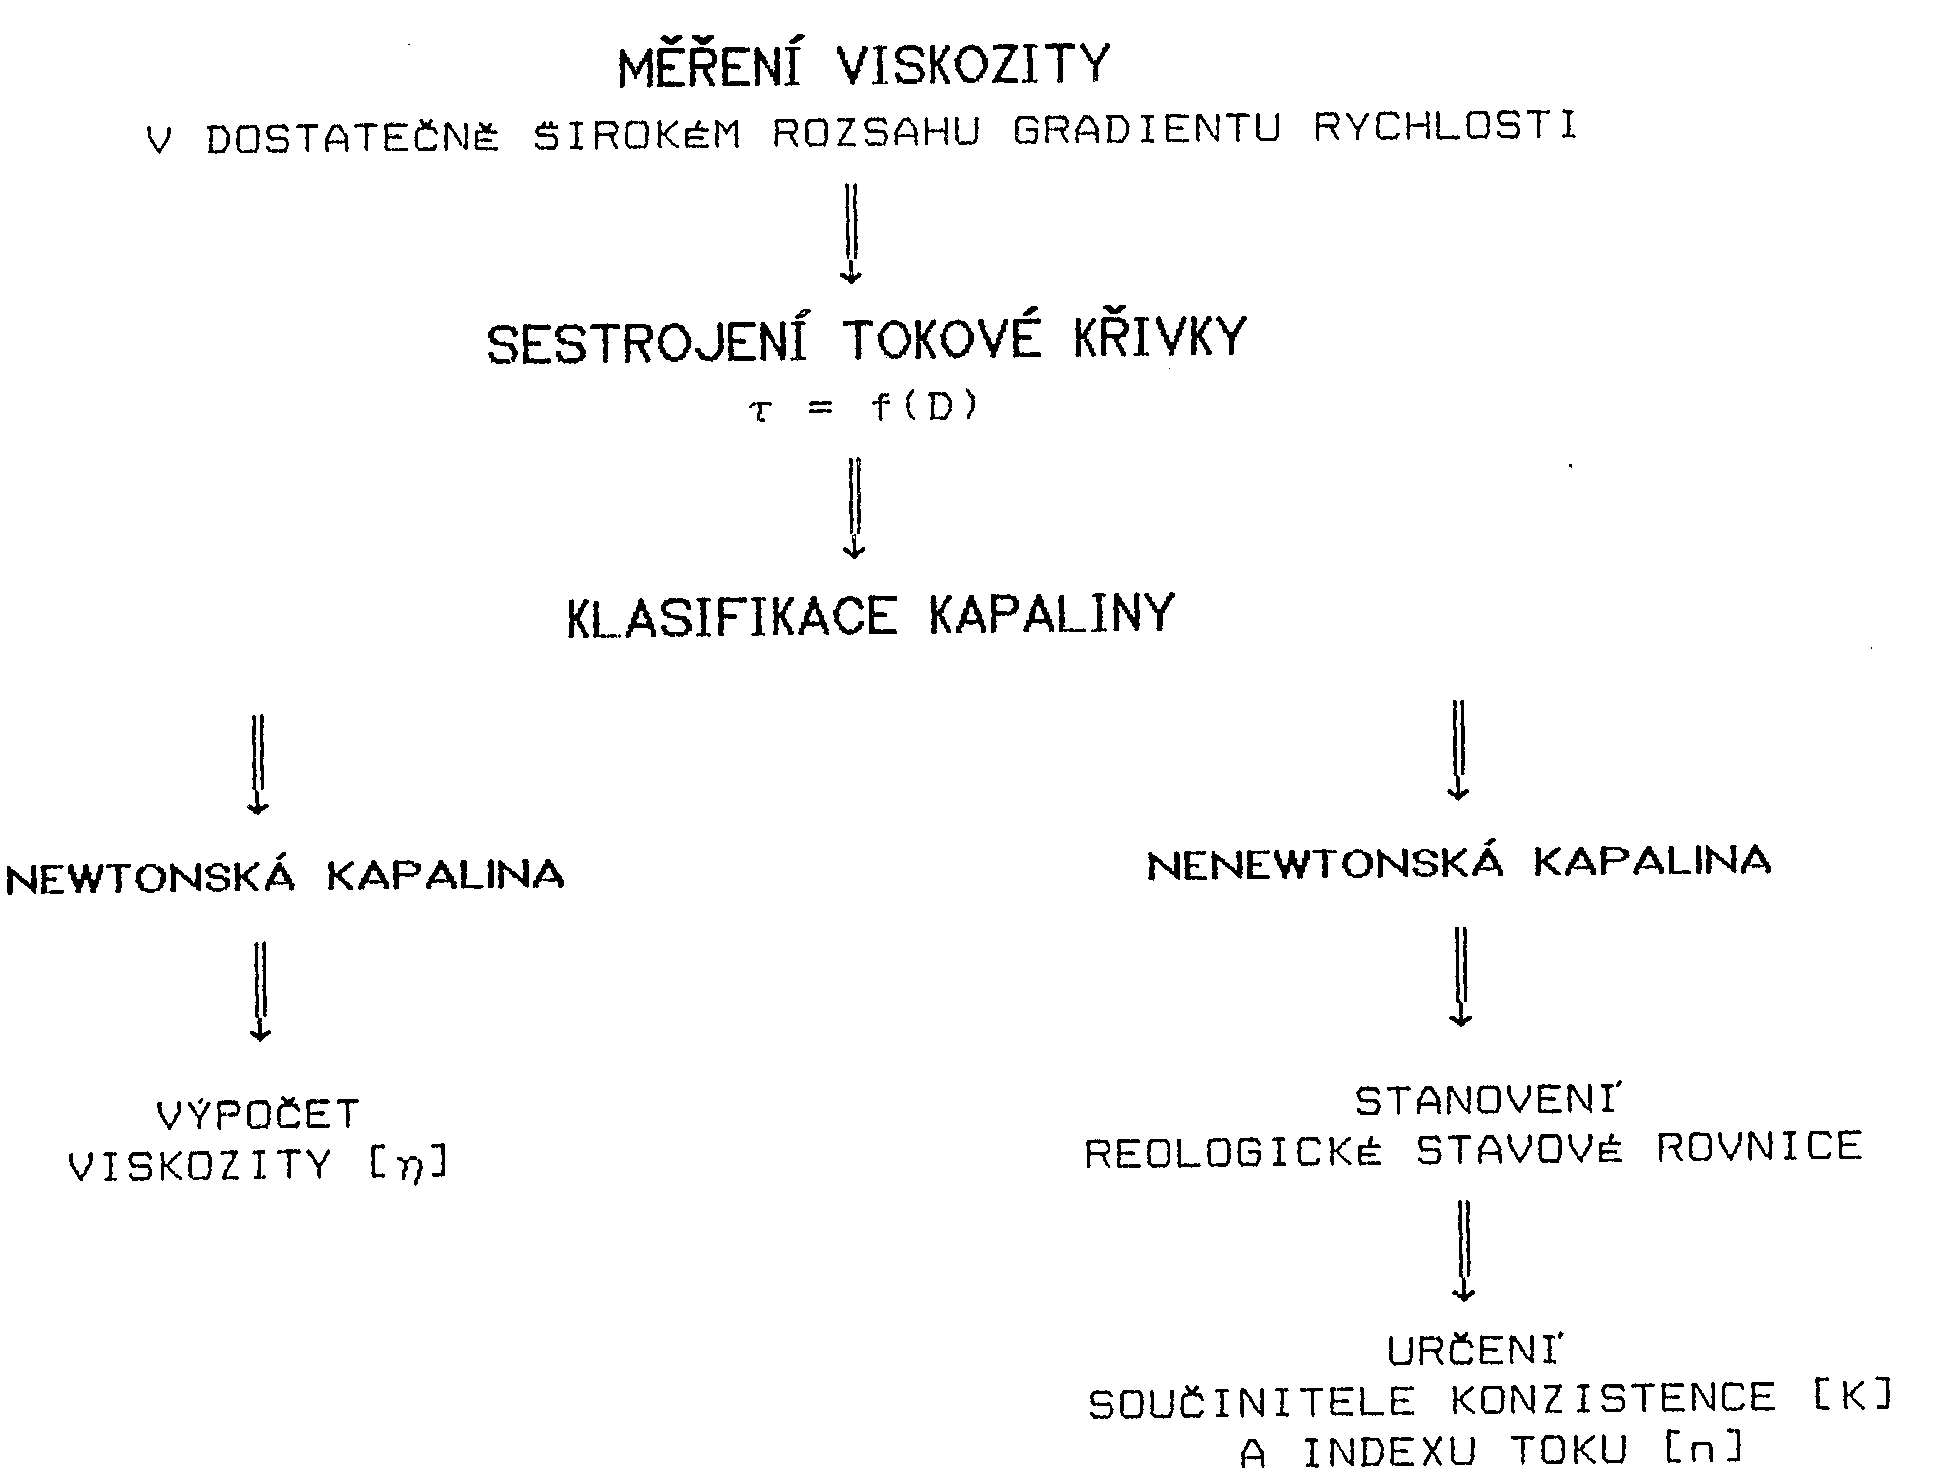 MĚŘENÍ VISKOZITY
V DOSTATEČNĚ ŠIROKÉM ROZSAHU GRADIENTU RYCHLOSTI
SESTROJENÍ TOKOVÉ KŘIVKY
τ = f(D)
KLASIFIKACE KAPALINY
NEWTONSKÁ KAPALINA
VÝPOČET
VISKOZITY [η]
NENEWTONSKÁ KAPALINA
STANOVENÍ
REOLOGICKÉ STAVOVÉ ROVNICE
URČENÍ
SOUČINITELE KONZISTENCE [K]
A INDEXU TOKU [n]